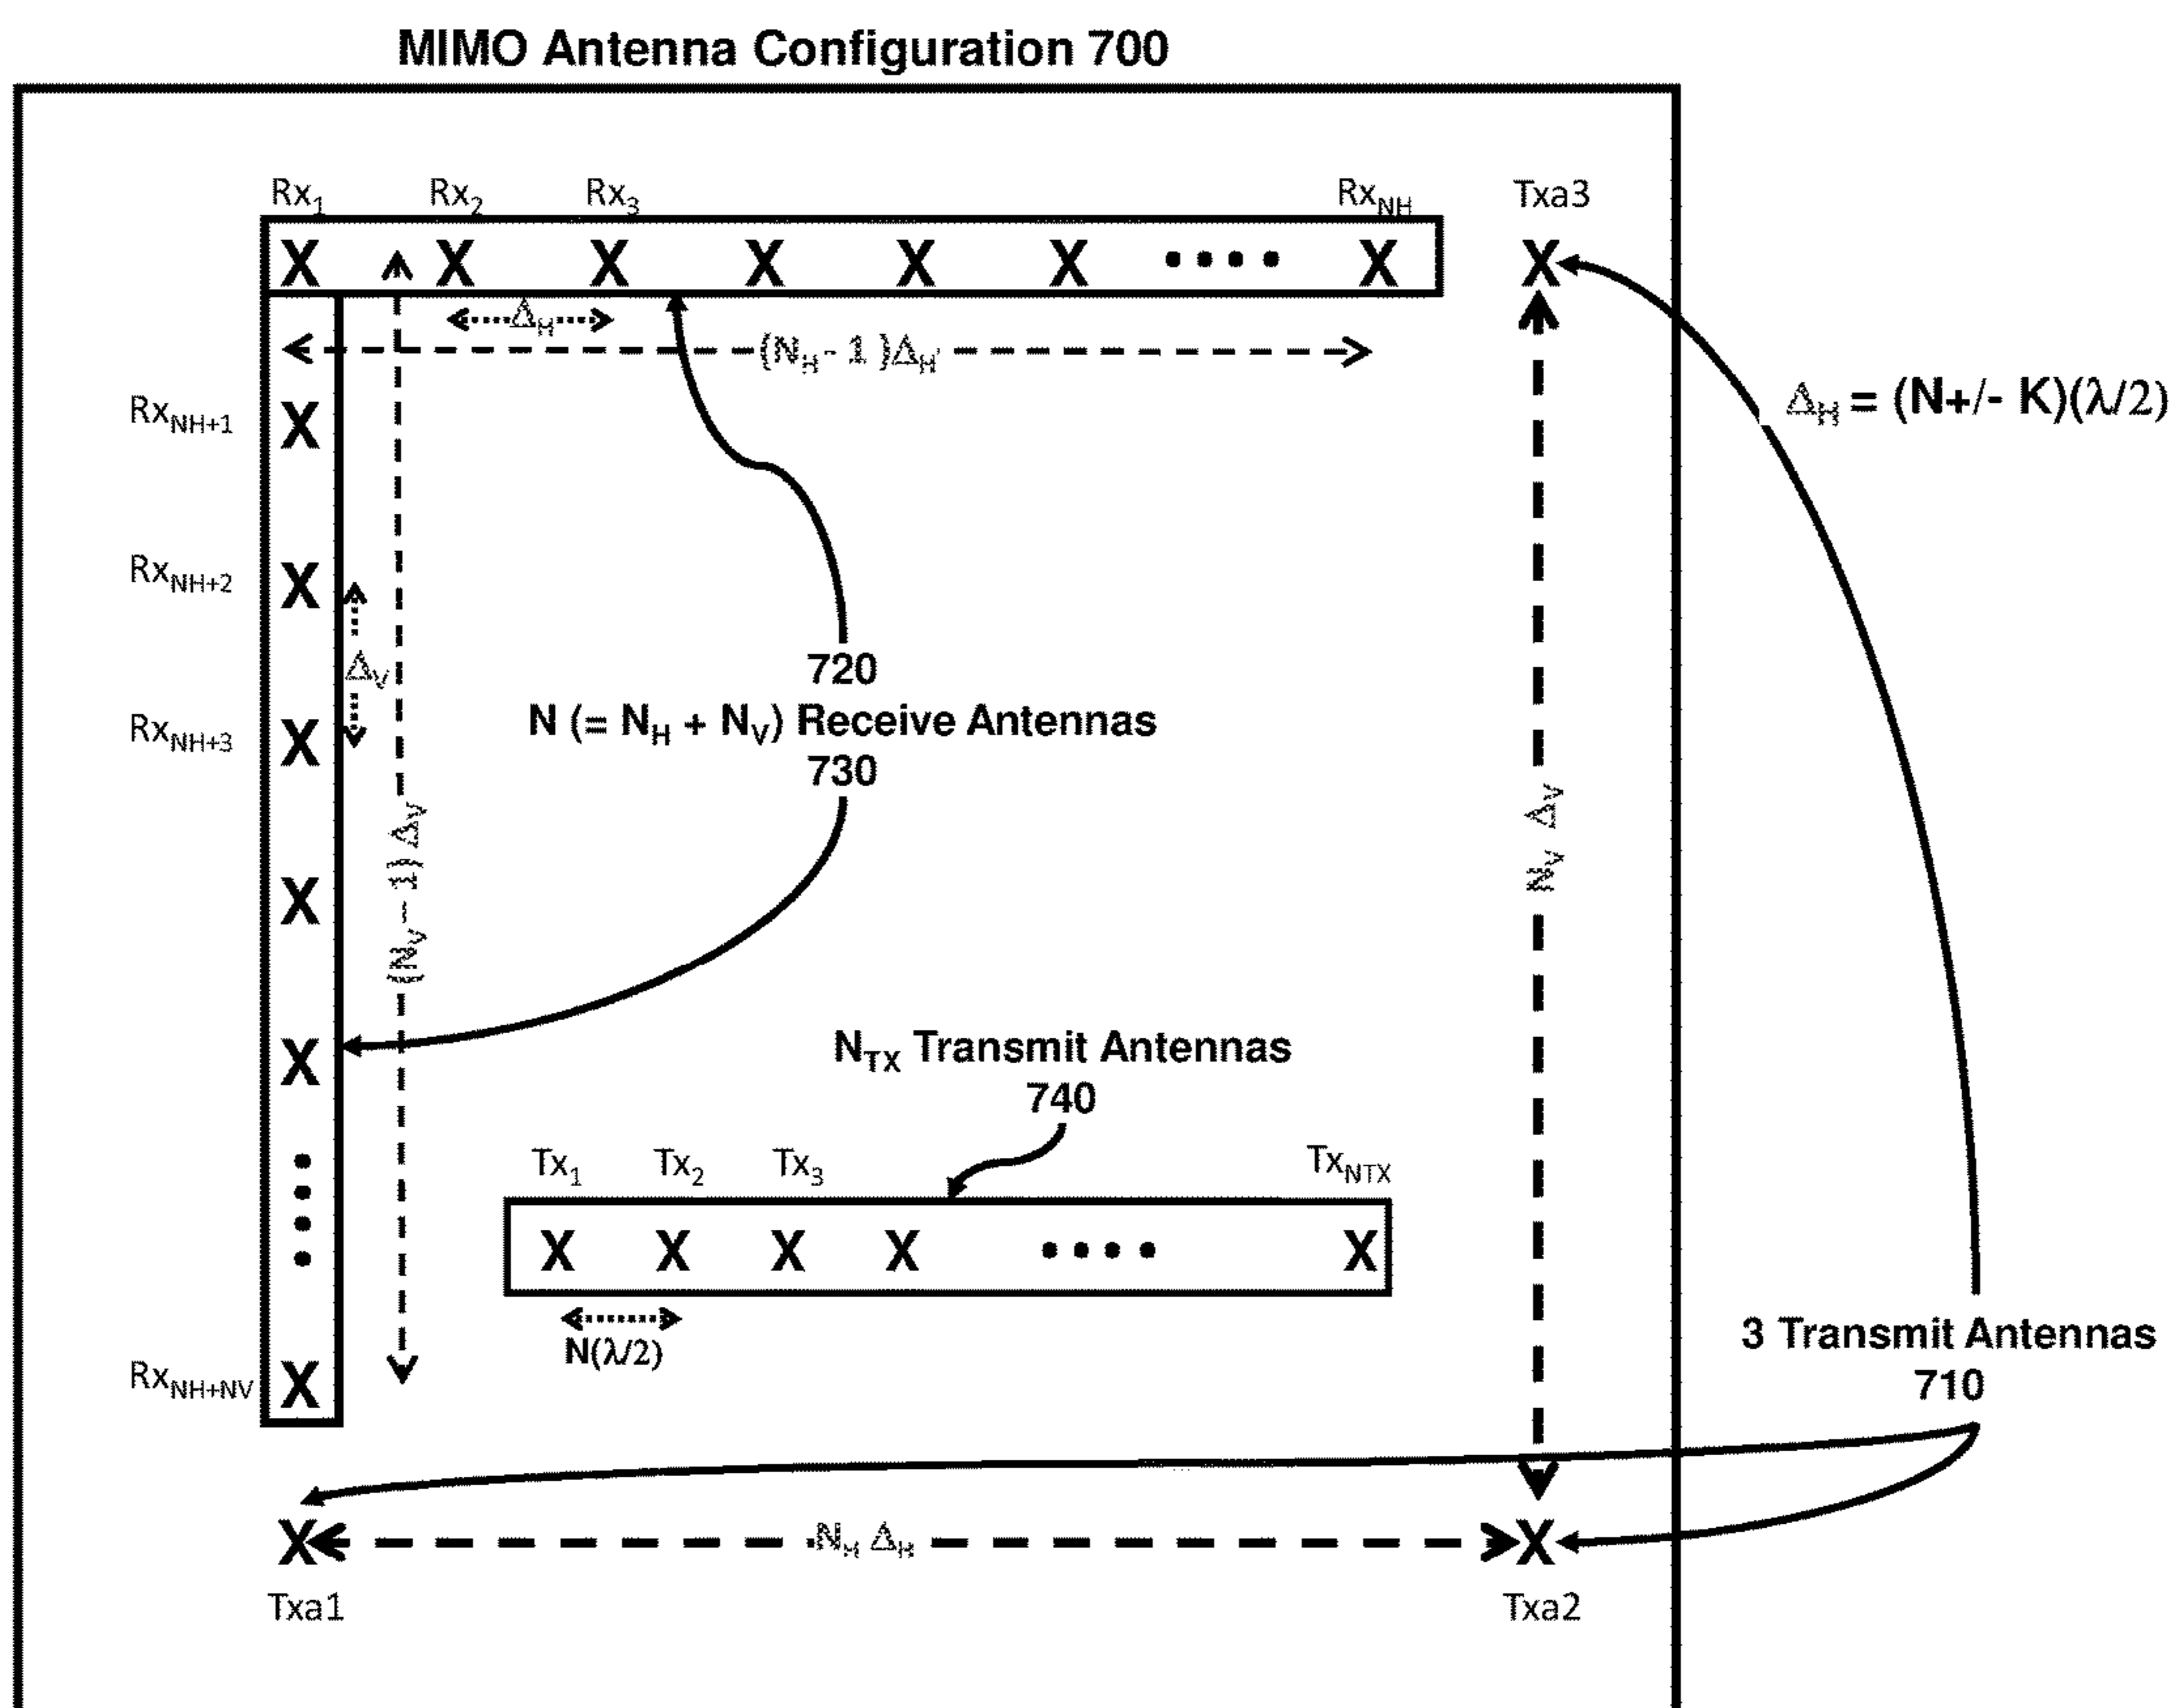 MIMO Antenna Configuration 700
Rx1 Rx2 Rx3 RxNH Txa3
X X X X X X •••• X X
ΔH
(NH - 1 )ΔH
ΔH = (N+/- K)(λ/2)
RxNH+1 X
RxNH+2 X
ΔV
RxNH+3 X
720
N (= NH + NV) Receive Antennas
730
(NV – 1) ΔV
NV ΔV
X
X
NTX Transmit Antennas
740
Tx1 Tx2 Tx3 TxNTX
X X X X •••• X
N(λ/2)
3 Transmit Antennas
710
RxNH+NV X
X NH ΔH X
Txa1 Txa2